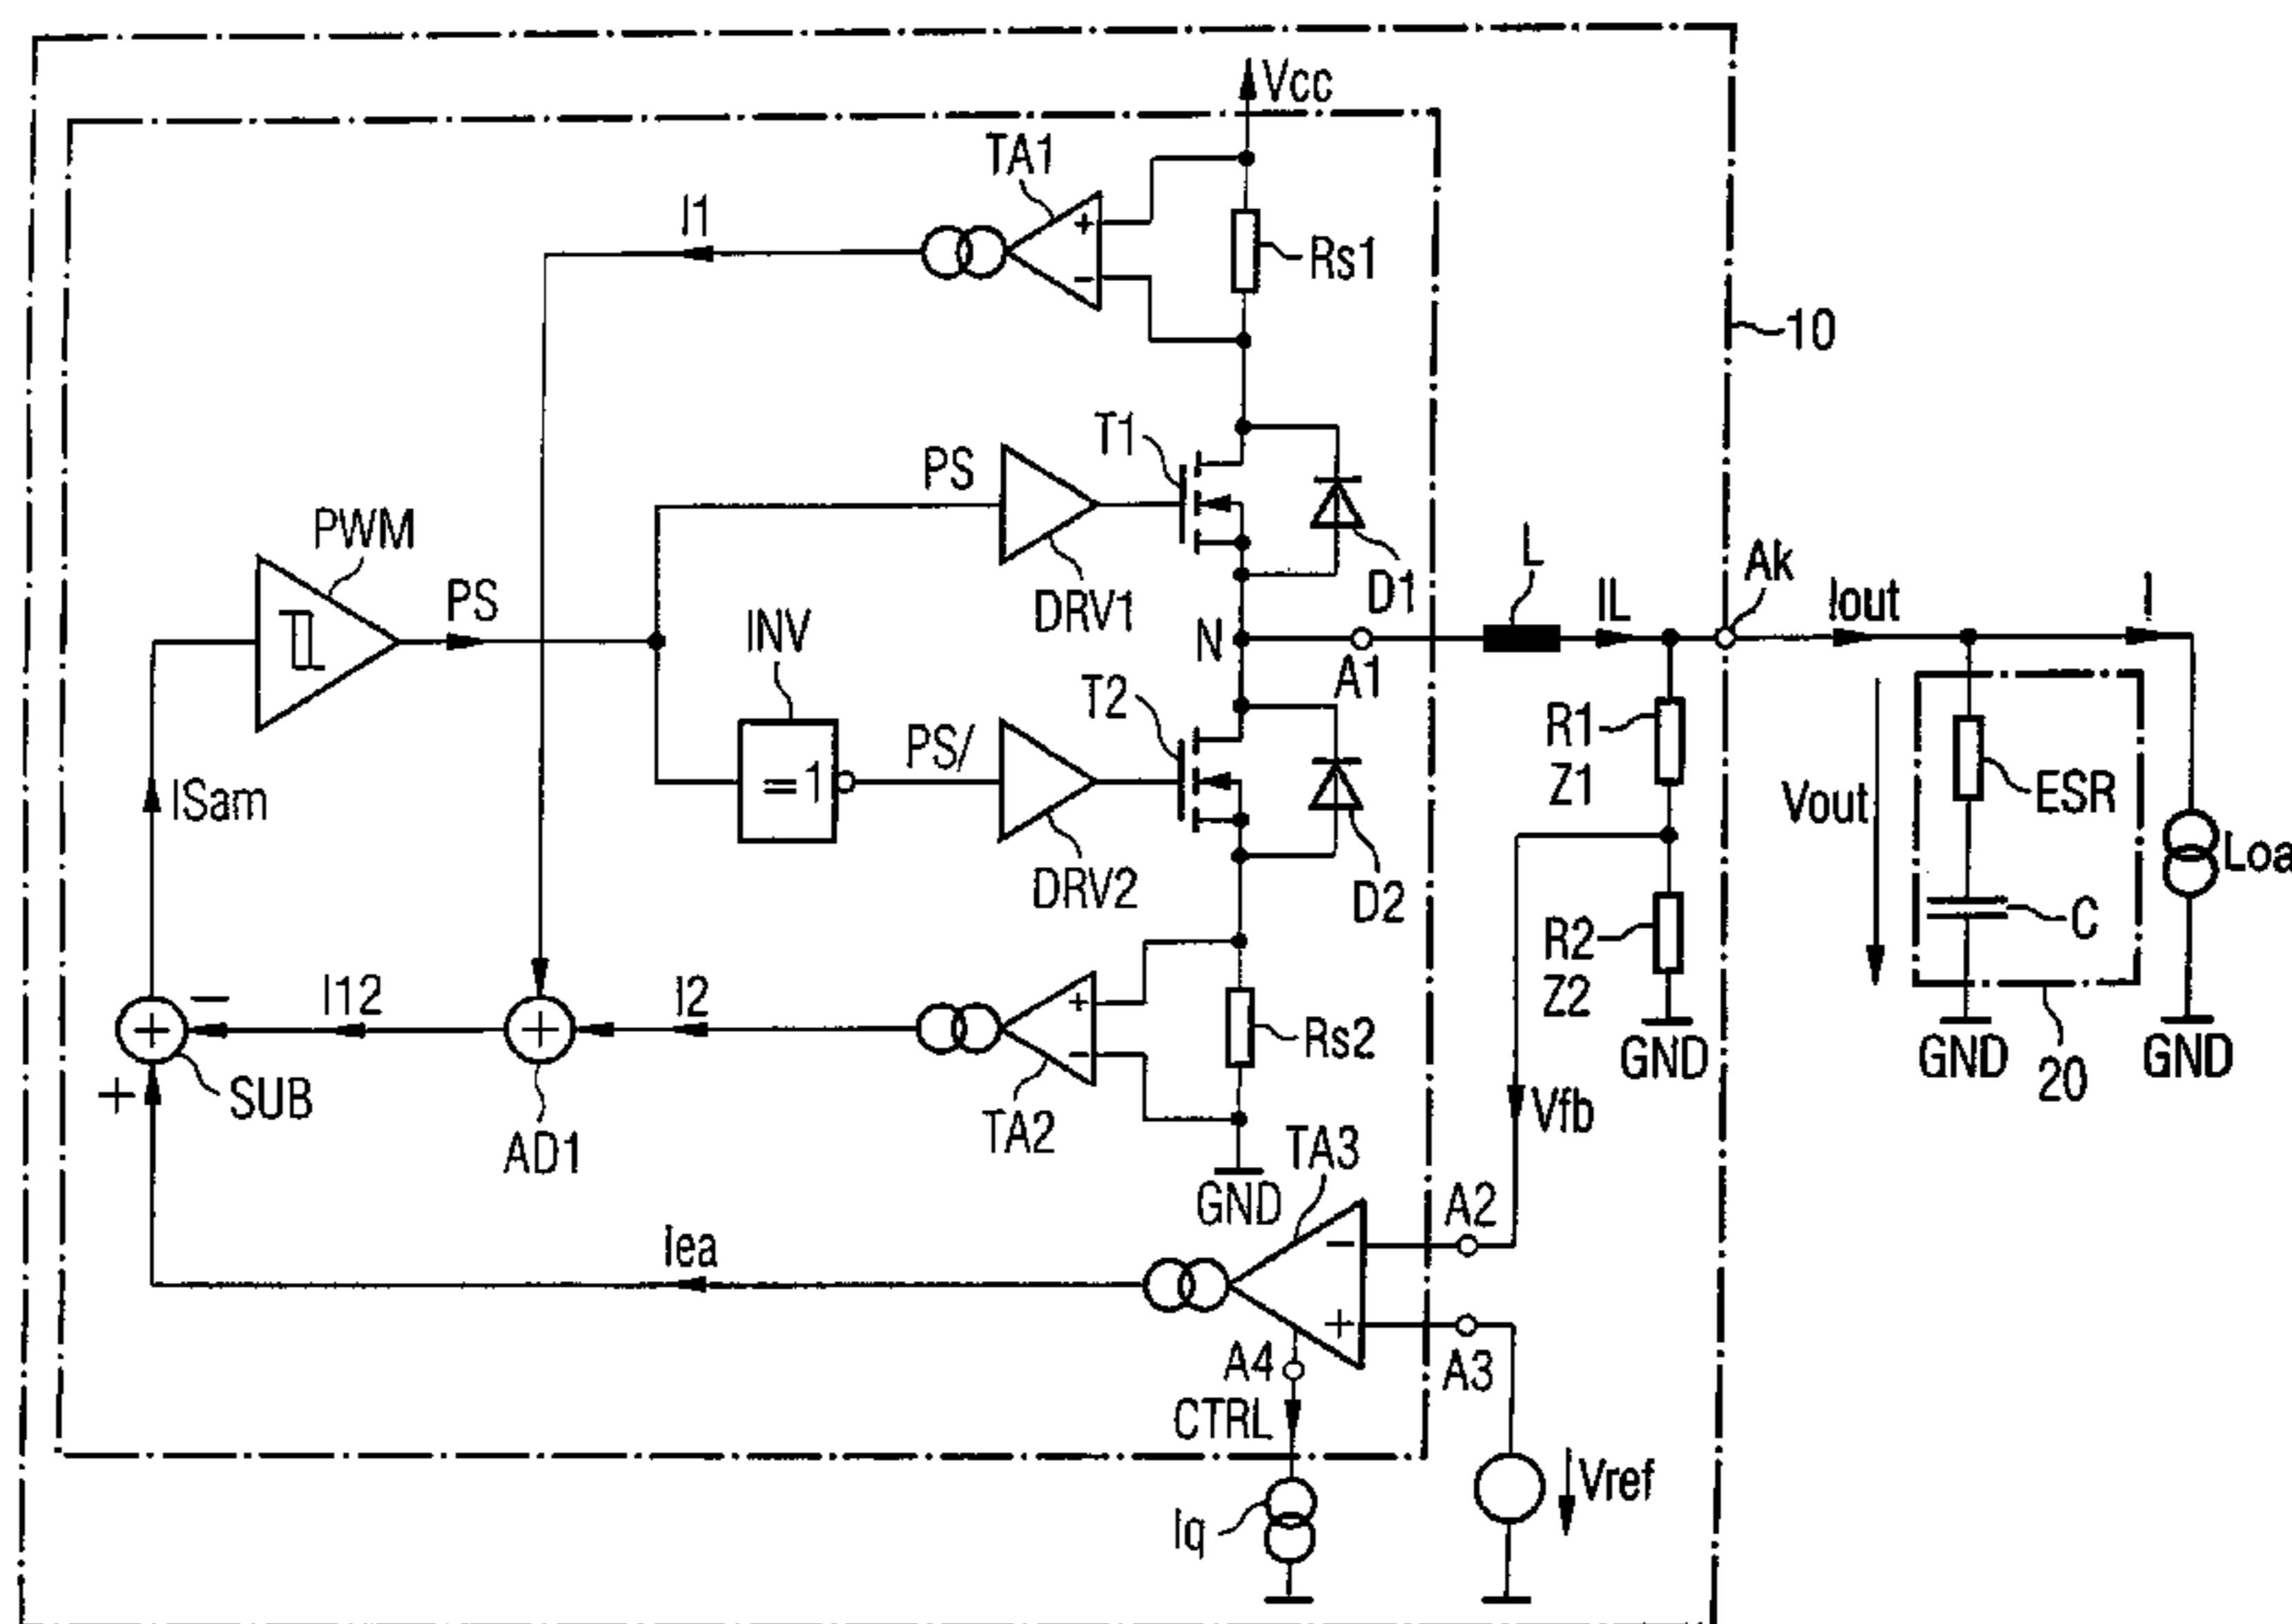 Vcc
TA1
I1
+
−
Rs1
10
T1
PS
PWM
PS
DRV1
D1
L
IL
Ak
Iout
I
INV
N
A1
T2
R1
Z1
PS/
=1
ISam
Vout
ESR
Loa
DRV2
D2
C
R2
Z2
I12
−
I2
+
−
+
+
Rs2
GND
GND
GND
20
+
SUB
AD1
TA2
Vfb
TA3
GND
A2
Iea
−
+
A4
A3
CTRL
Iq
Vref